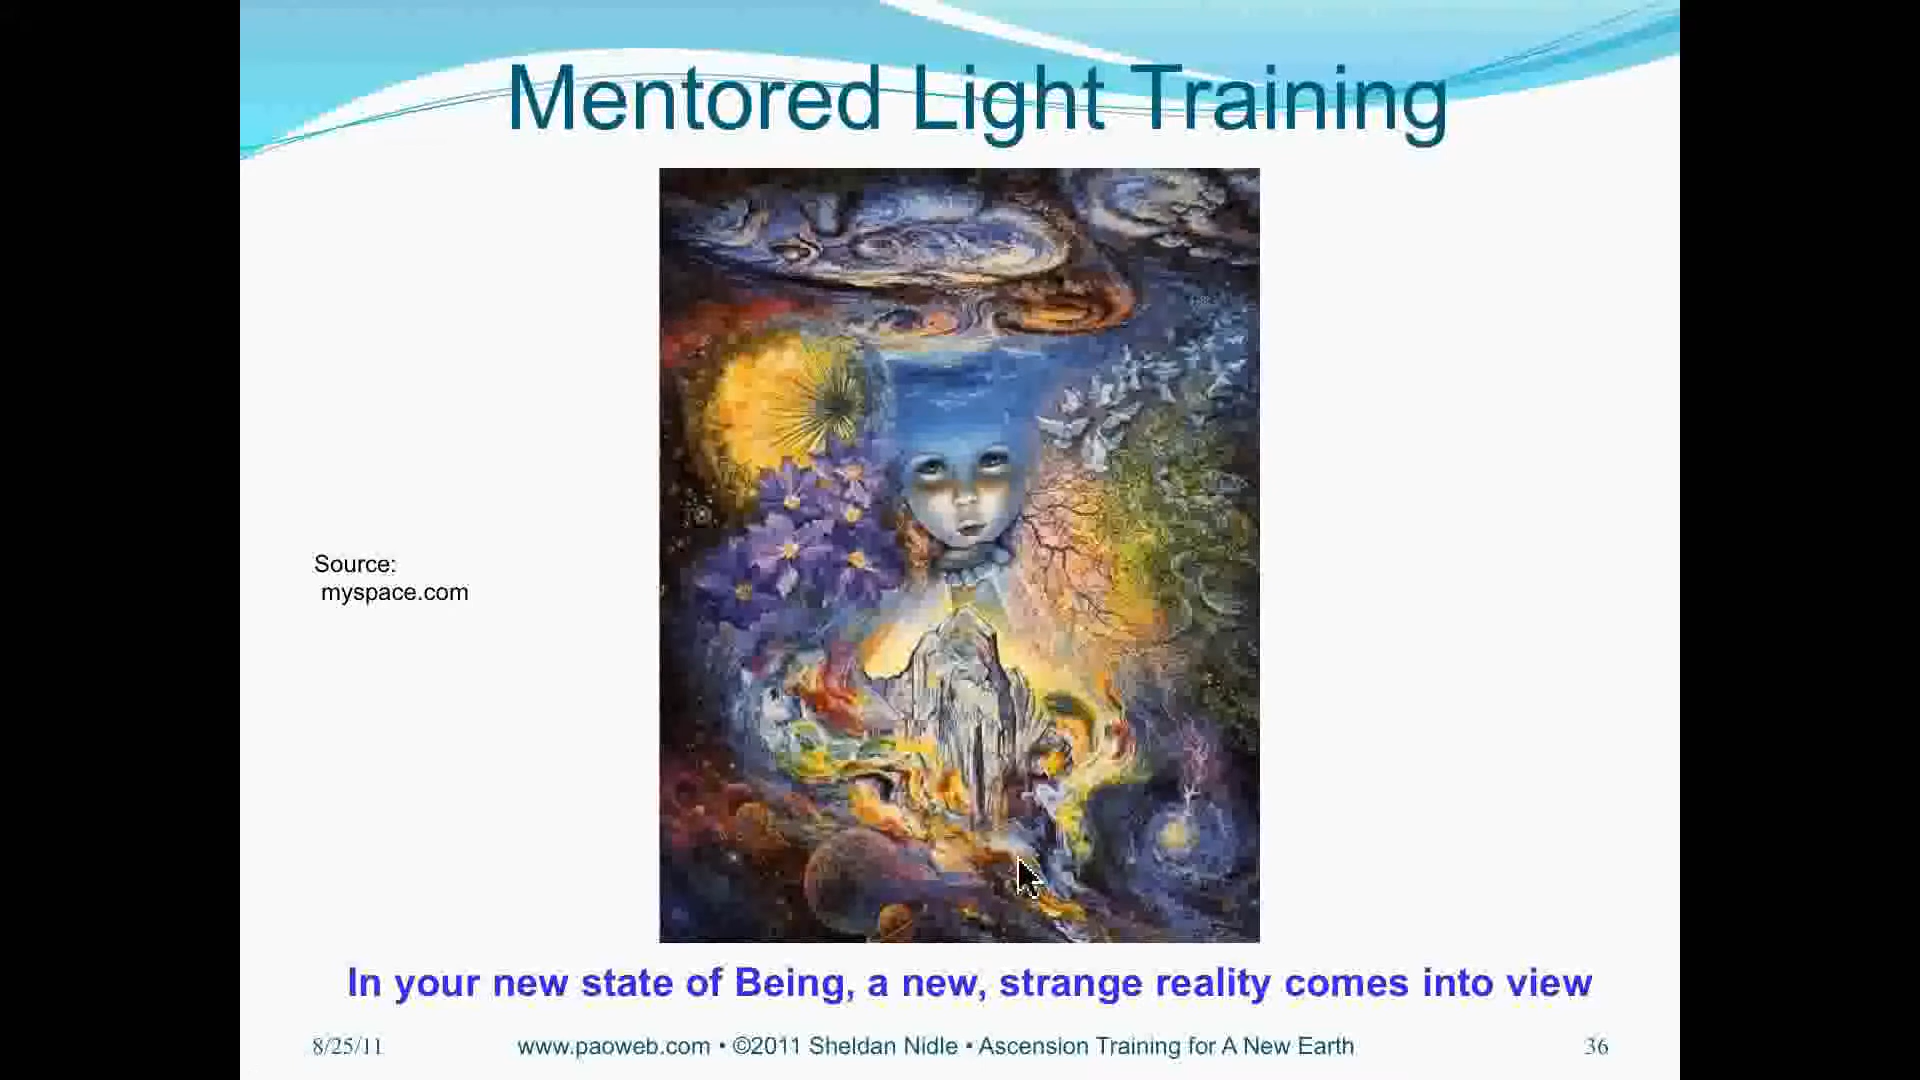 Mentored Light Training
Source:
myspace.com
In your new state of Being, a new, strange reality comes into view
8/25/11 www.paoweb.com • ©2011 Sheldan Nidle • Ascension Training for A New Earth 36